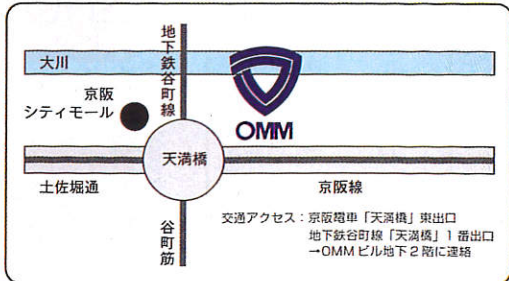 大川
地下鉄谷町線
京阪
シティモール
OMM
天満橋
土佐堀通
京阪線
谷町筋
交通アクセス：京阪電車「天満橋」東出口
地下鉄谷町線「天満橋」1番出口
→OMMビル地下2階に連絡